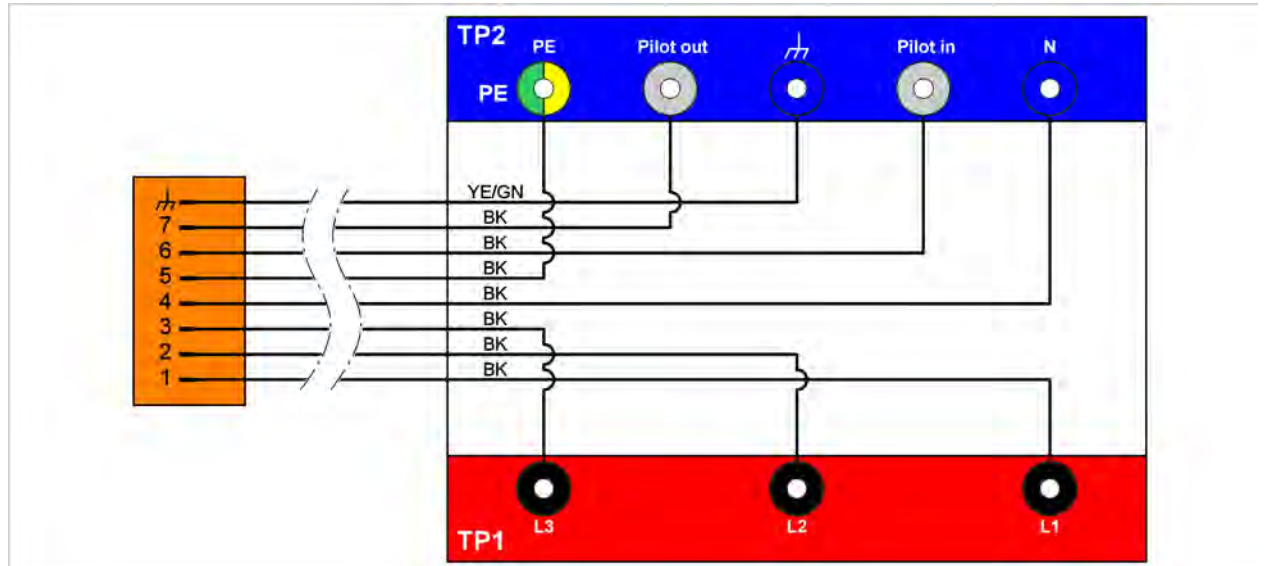 TP2
PE
Pilot out
Pilot in
N
PE
YE/GN
7
BK
6
BK
5
BK
4
BK
3
BK
2
BK
1
BK
L3
L2
L1
TP1